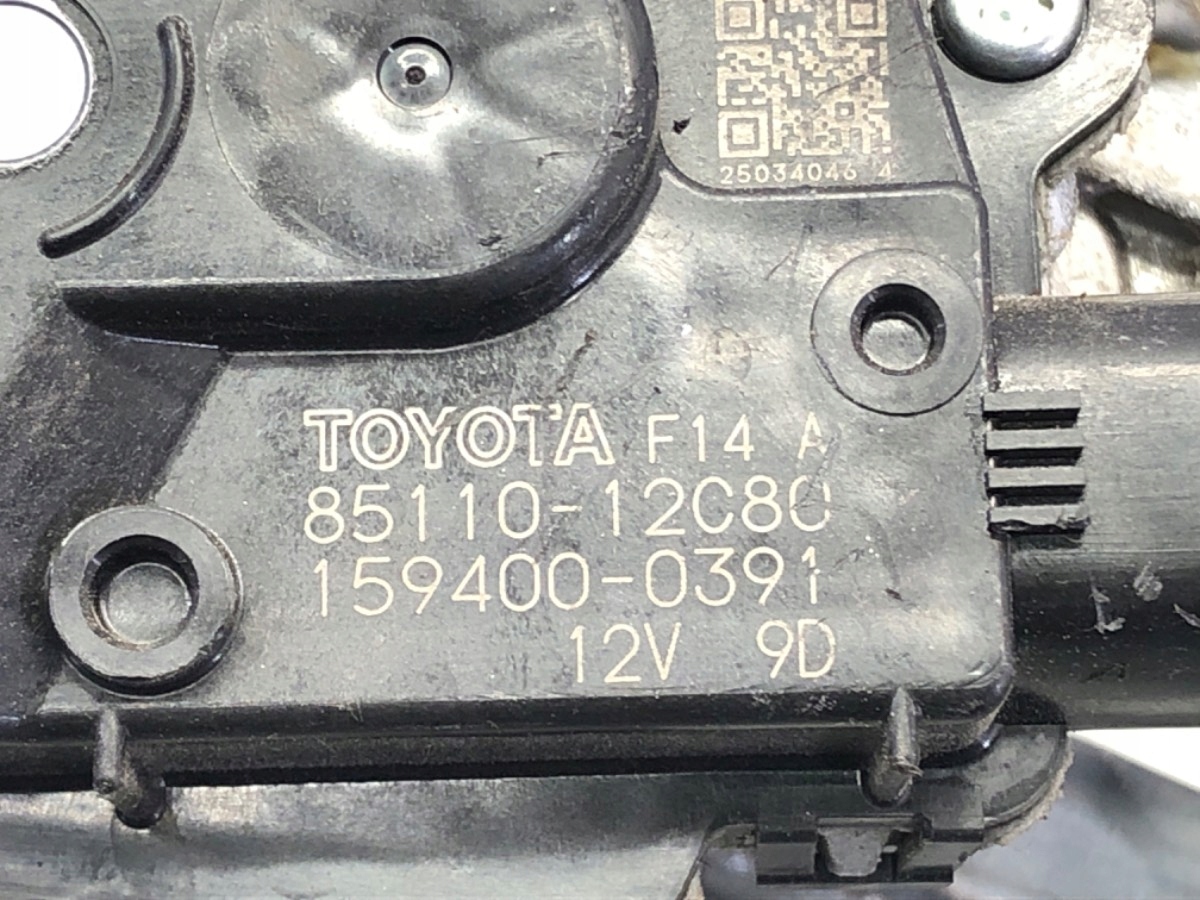 25034046 4
TOYOTA F14 A
85110-12C80
159400-0391
12V 9D